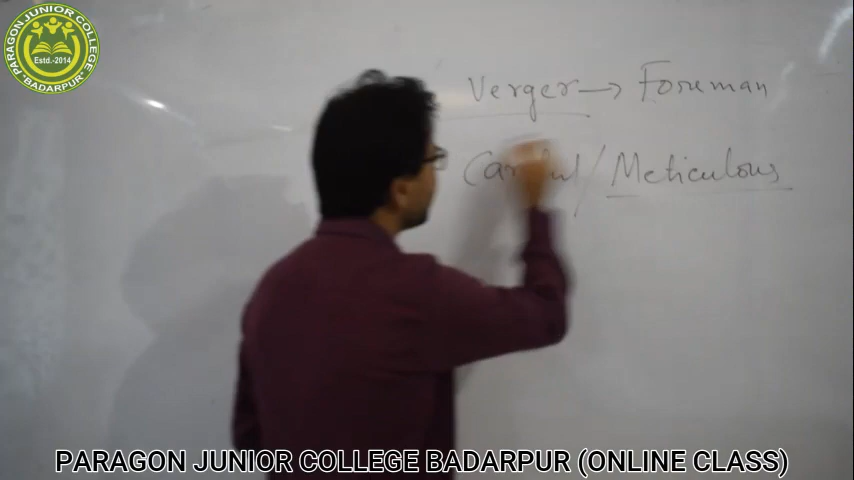 PARAGON JUNIOR COLLEGE
Estd.-2014
"BADARPUR"
Verger → Foreman
/ Meticulous
PARAGON JUNIOR COLLEGE BADARPUR (ONLINE CLASS)